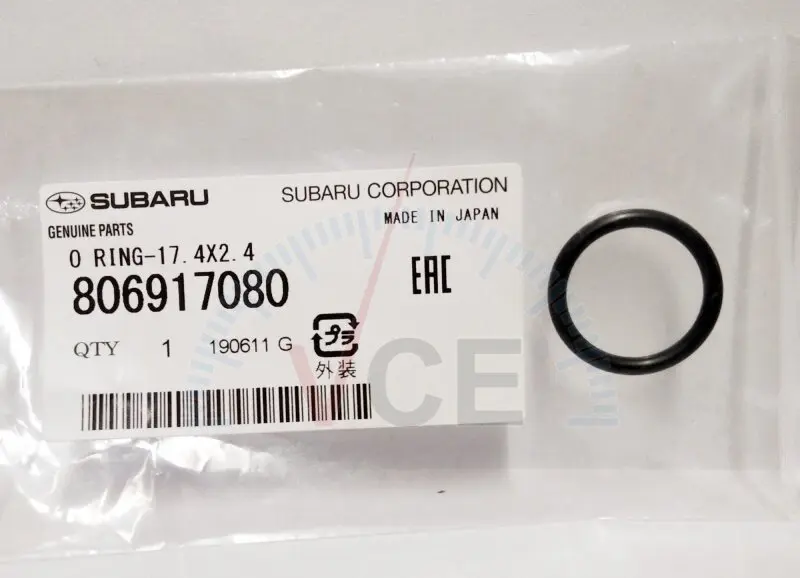 SUBARU
SUBARU CORPORATION
GENUINE PARTS
MADE IN JAPAN
O RING-17.4X2.4
806917080
EAC
QTY 1 190611 G
プラ
外装
YCE